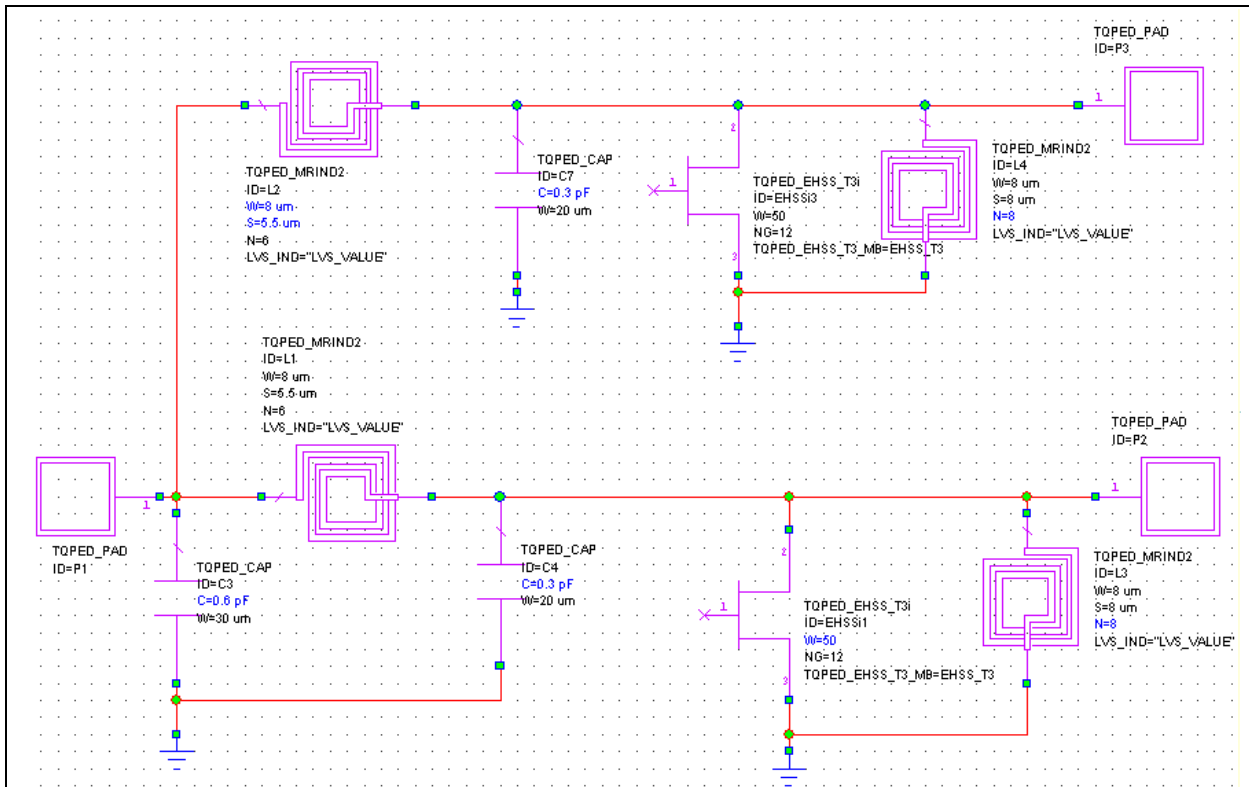 TQPED_PAD
ID=P3
1
TQPED_MRIND2
ID=L2
W=8 um
S=5.5 um
N=6
LVS_IND="LVS_VALUE"
TQPED_CAP
ID=C7
C=0.3 pF
W=20 um
2
1
3
TQPED_EHSS_T3i
ID=EHSSi3
W=50
NG=12
TQPED_EHSS_T3_MB=EHSS_T3
TQPED_MRIND2
ID=L4
W=8 um
S=8 um
N=8
LVS_IND="LVS_VALUE"
TQPED_MRIND2
ID=L1
W=8 um
S=5.5 um
N=6
LVS_IND="LVS_VALUE"
TQPED_PAD
ID=P2
1
1
TQPED_PAD
ID=P1
TQPED_CAP
ID=C3
C=0.6 pF
W=30 um
TQPED_CAP
ID=C4
C=0.3 pF
W=20 um
2
1
3
TQPED_EHSS_T3i
ID=EHSSi1
W=50
NG=12
TQPED_EHSS_T3_MB=EHSS_T3
TQPED_MRIND2
ID=L3
W=8 um
S=8 um
N=8
LVS_IND="LVS_VALUE"